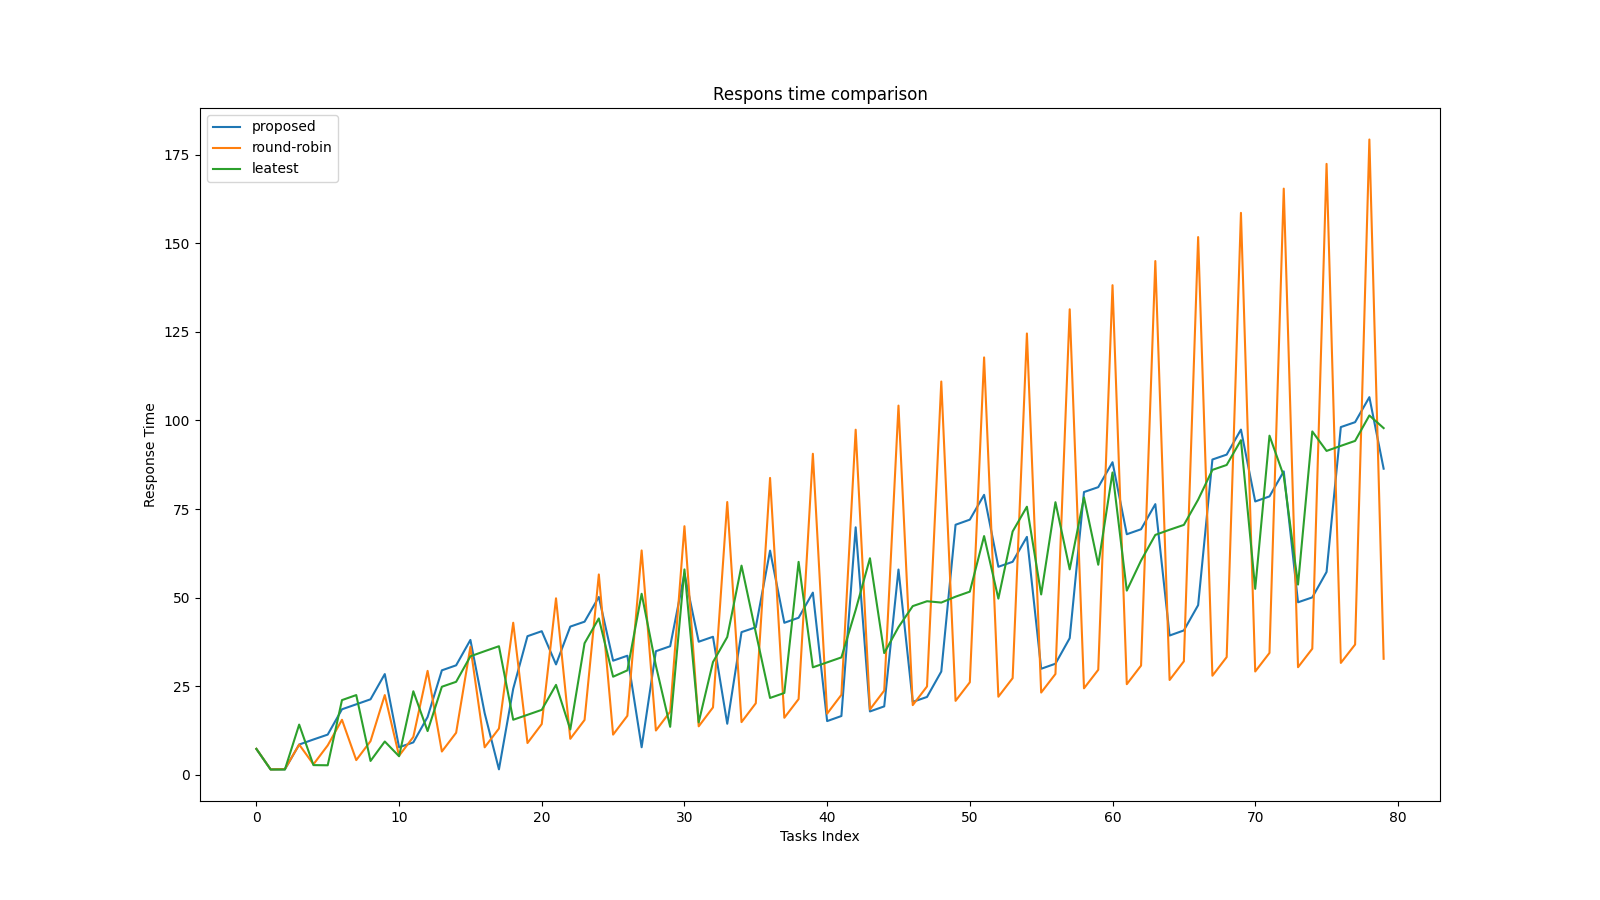 Respons time comparison
proposed
round-robin
leatest
175
150
125
100
75
50
25
0
Response Time
0 10 20 30 40 50 60 70 80
Tasks Index